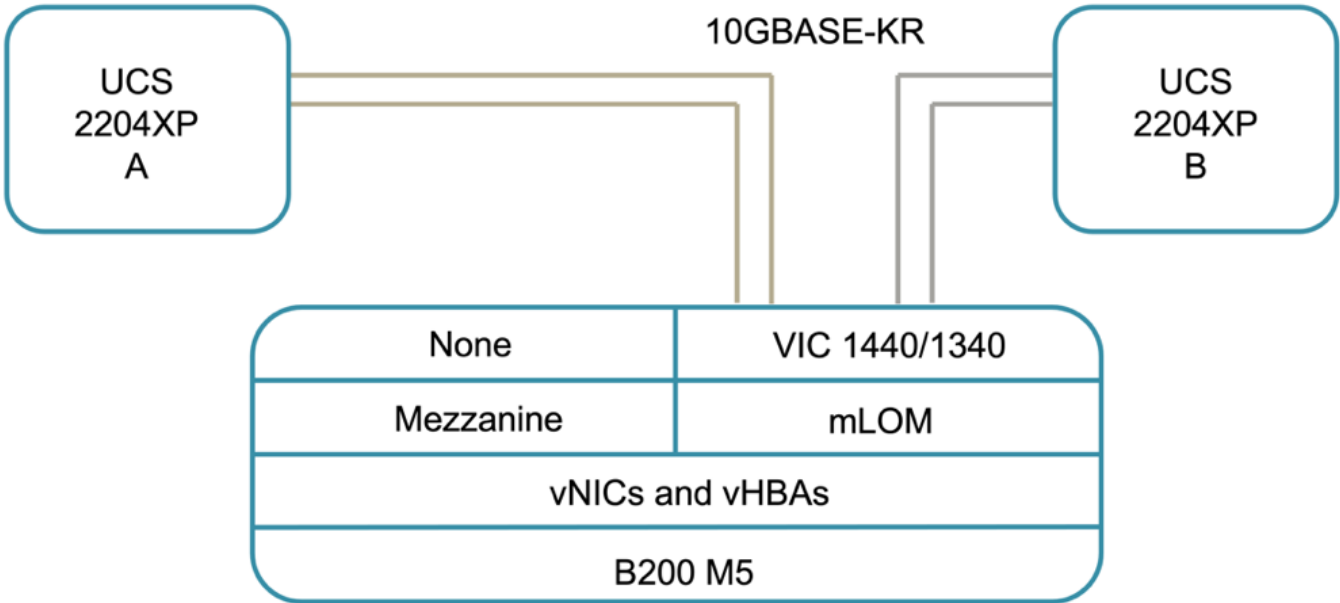 10GBASE-KR
UCS
2204XP
A
UCS
2204XP
B
None
VIC 1440/1340
Mezzanine
mLOM
vNICs and vHBAs
B200 M5